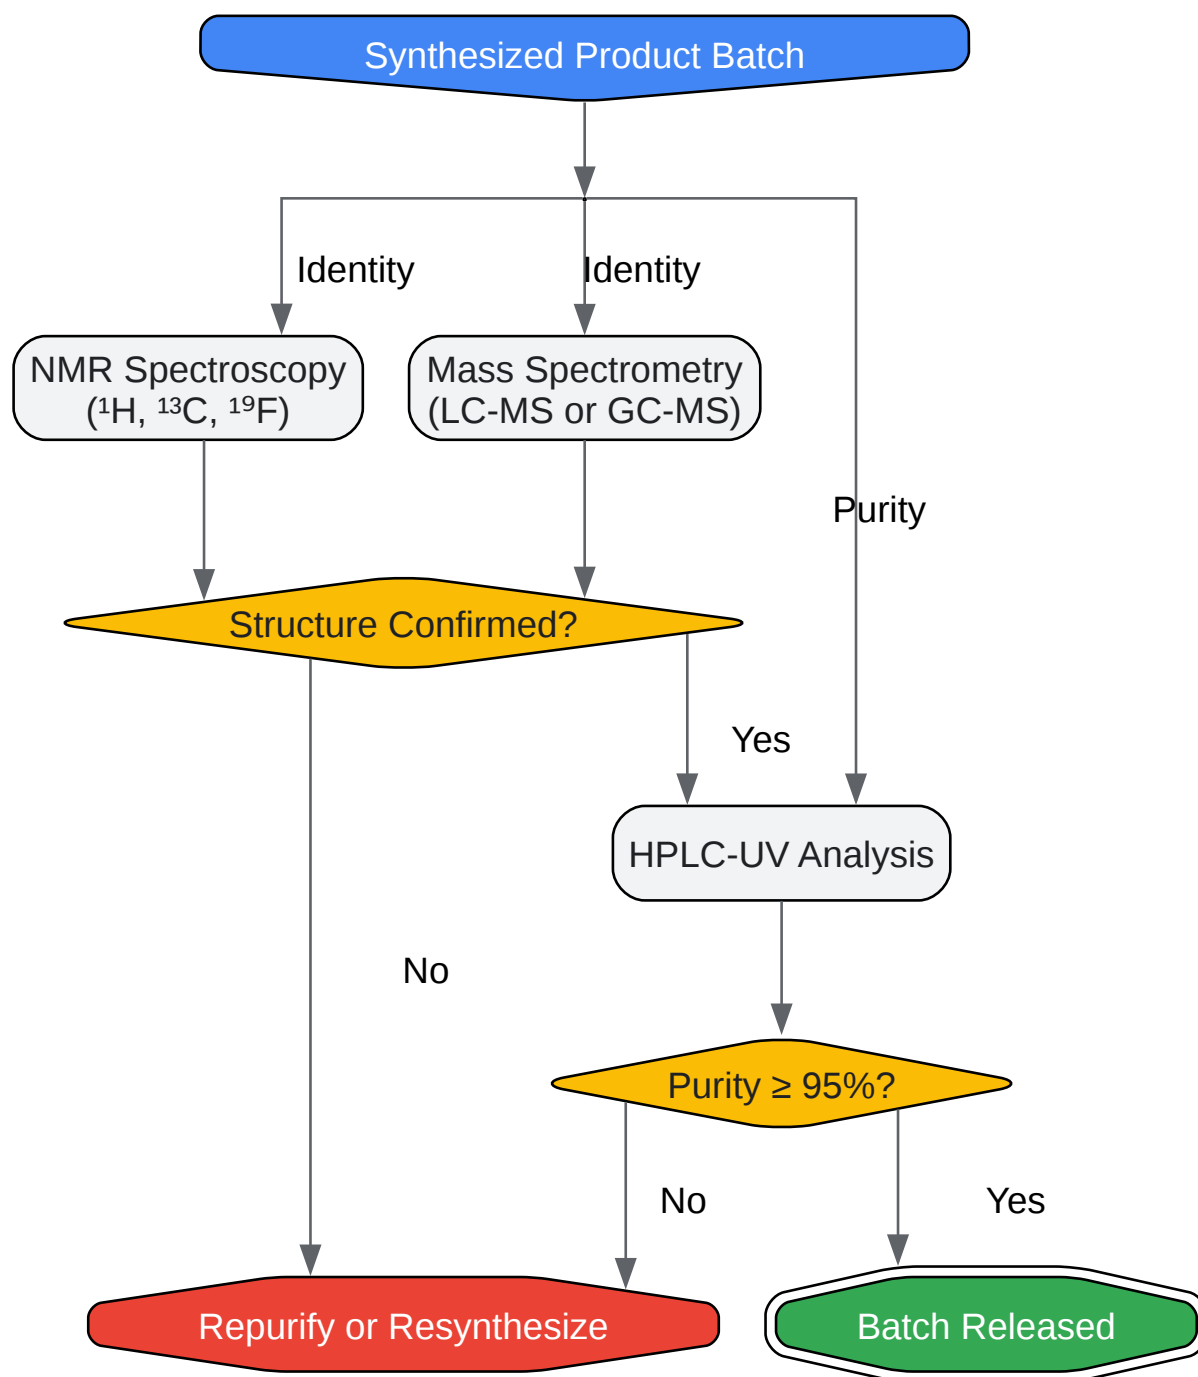 Synthesized Product Batch
Identity
Identity
NMR Spectroscopy
(¹H, ¹³C, ¹⁹F)
Mass Spectrometry
(LC-MS or GC-MS)
Purity
Structure Confirmed?
Yes
HPLC-UV Analysis
No
Purity ≥ 95%?
No
Yes
Repurify or Resynthesize
Batch Released